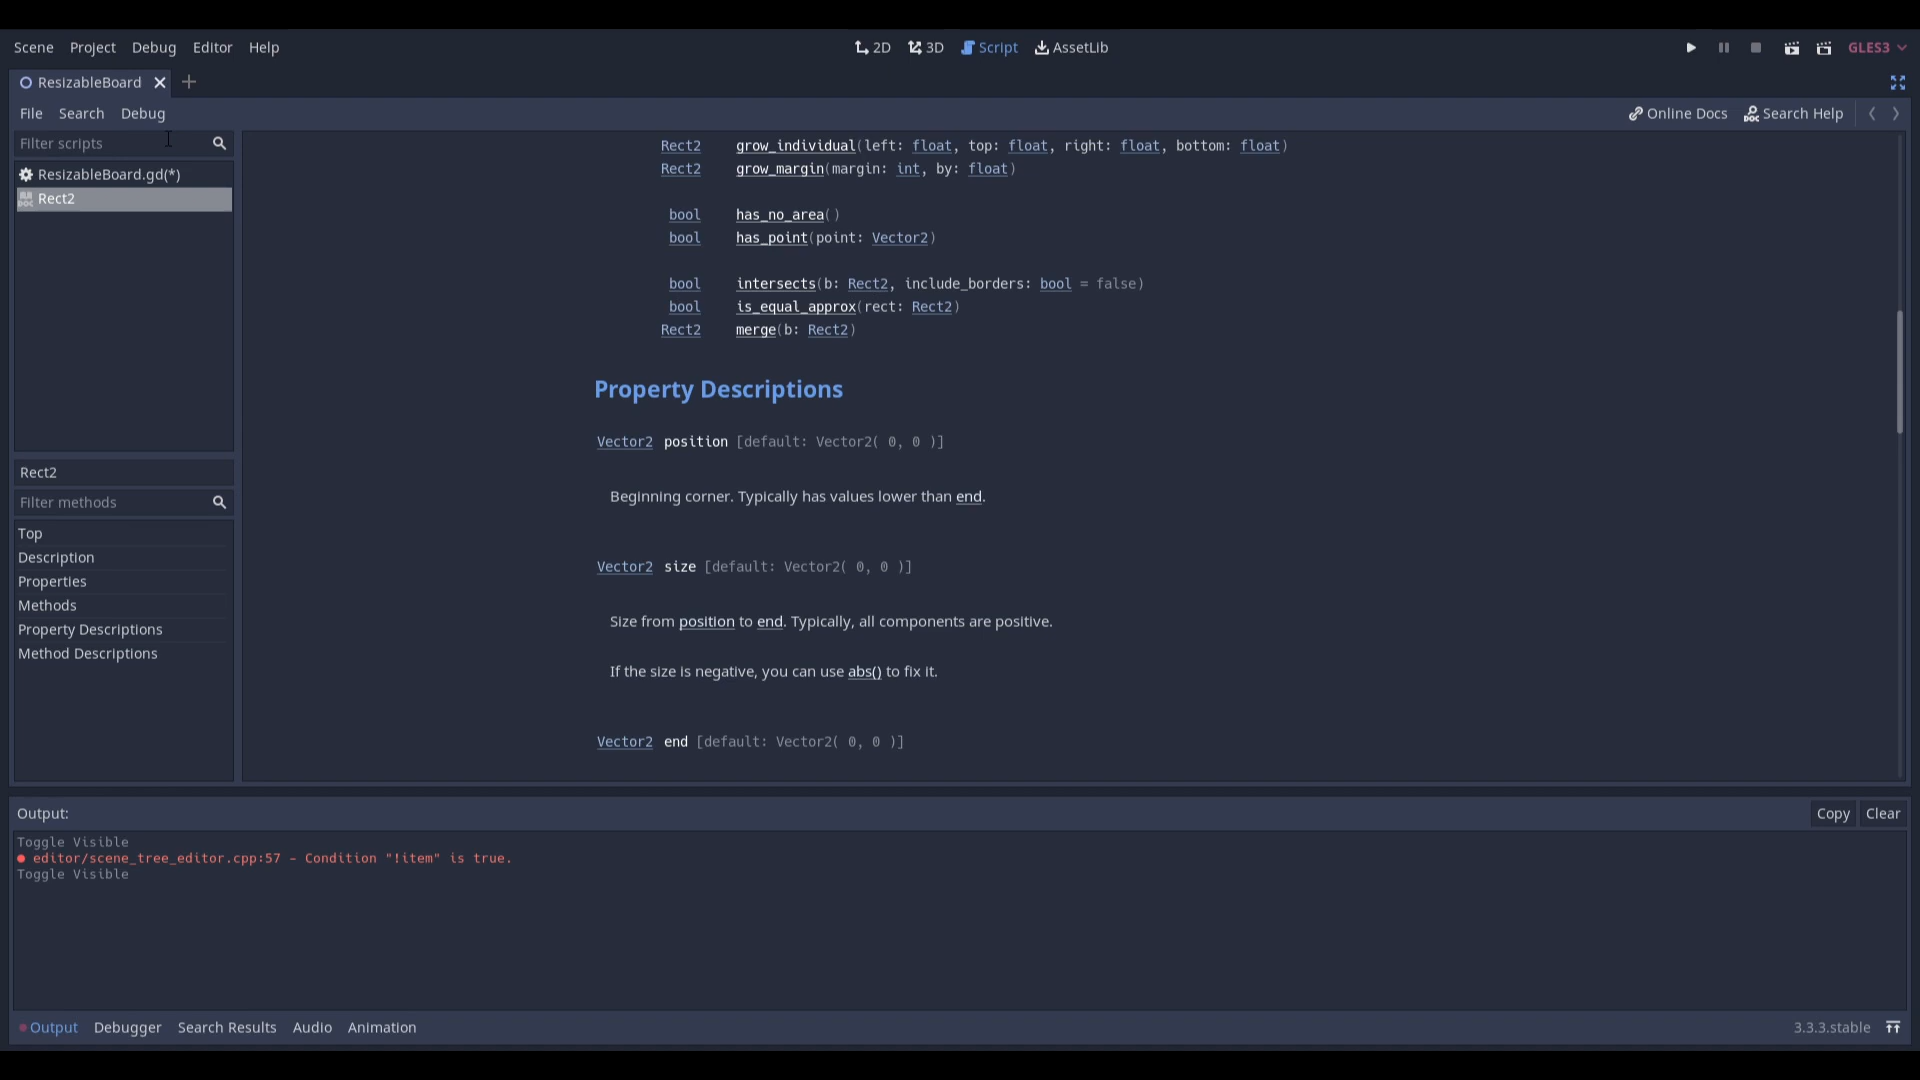 Scene Project Debug Editor Help 2D 3D Script AssetLib GLES3
ResizableBoard
File Search Debug Online Docs Search Help
Filter scripts
ResizableBoard.gd(*)
Rect2
Rect2
Filter methods
Top
Description
Properties
Methods
Property Descriptions
Method Descriptions
Rect2 grow_individual(left: float, top: float, right: float, bottom: float)
Rect2 grow_margin(margin: int, by: float)
bool has_no_area()
bool has_point(point: Vector2)
bool intersects(b: Rect2, include_borders: bool = false)
bool is_equal_approx(rect: Rect2)
Rect2 merge(b: Rect2)
Property Descriptions
Vector2 position [default: Vector2( 0, 0 )]
Beginning corner. Typically has values lower than end.
Vector2 size [default: Vector2( 0, 0 )]
Size from position to end. Typically, all components are positive.
If the size is negative, you can use abs() to fix it.
Vector2 end [default: Vector2( 0, 0 )]
Output: Copy Clear
Toggle Visible
editor/scene_tree_editor.cpp:57 - Condition "!item" is true.
Toggle Visible
Output Debugger Search Results Audio Animation 3.3.3.stable